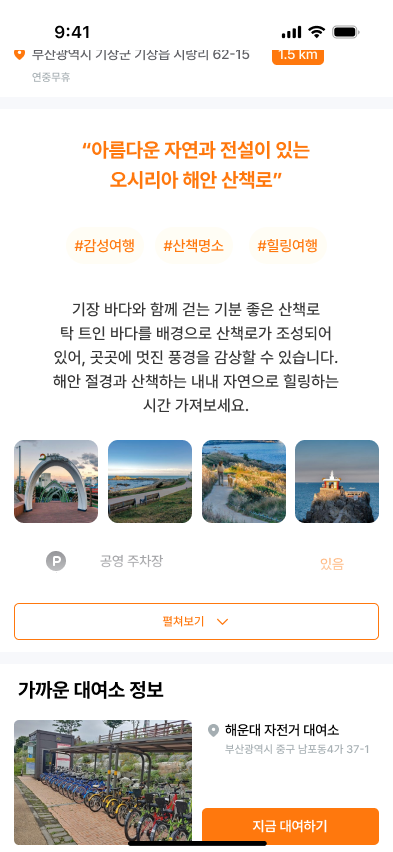 9:41
부산광역시 기장군 기장읍 시랑리 62-15
1.5 km
연중무휴
“아름다운 자연과 전설이 있는
오시리아 해안 산책로”
#감성여행 #산책명소 #힐링여행
기장 바다와 함께 걷는 기분 좋은 산책로
탁 트인 바다를 배경으로 산책로가 조성되어
있어, 곳곳에 멋진 풍경을 감상할 수 있습니다.
해안 절경과 산책하는 내내 자연으로 힐링하는
시간 가져보세요.
P 공영 주차장 있음
펼쳐보기
가까운 대여소 정보
해운대 자전거 대여소
부산광역시 중구 남포동4가 37-1
지금 대여하기